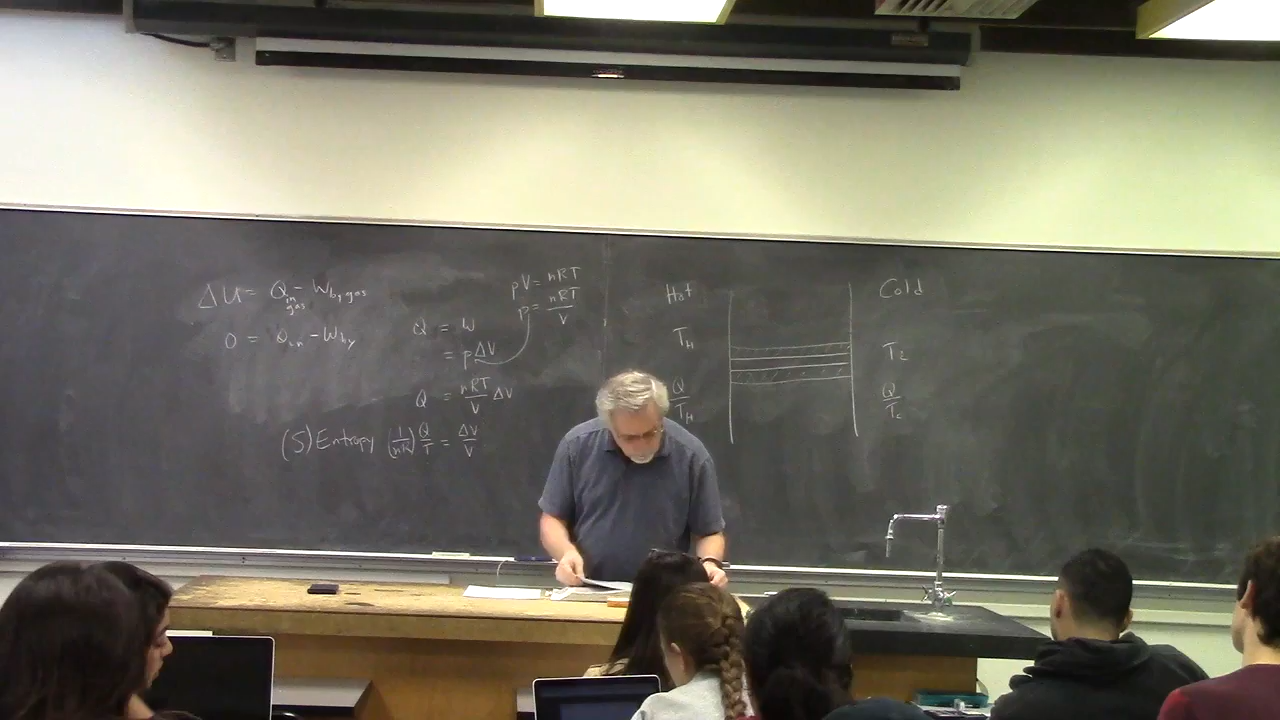 ΔU = Q in gas - W by gas
0 = Q in - W by
Q = W
= pΔV
Q = nRT/V ΔV
(S) Entropy (1/nR) Q/T = ΔV/V
pV = nRT
p = nRT/V
Hot
T_H
Q/T_H
Cold
T_2
Q/T_c